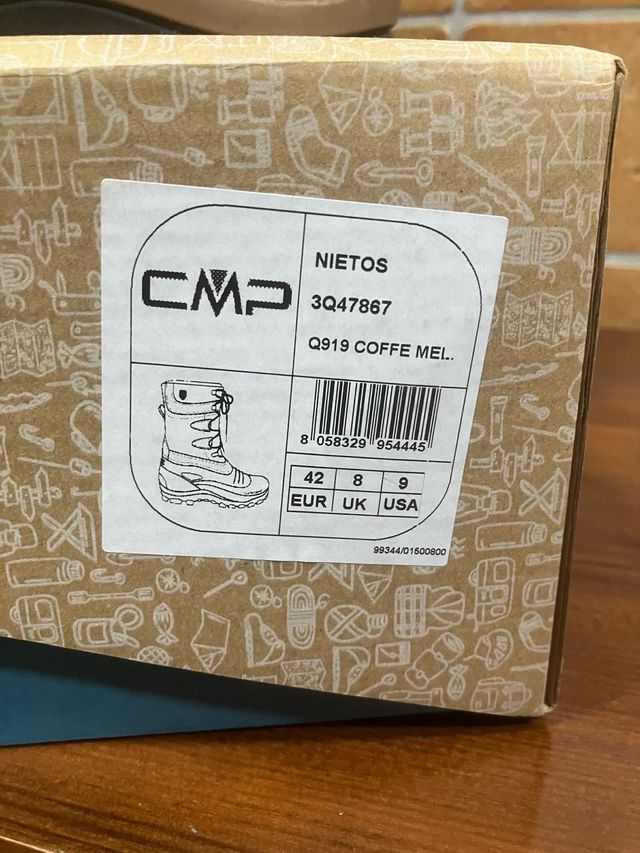 CMP
NIETOS
3Q47867
Q919 COFFE MEL.
8 058329 954445
42 8 9
EUR UK USA
99344/01600800